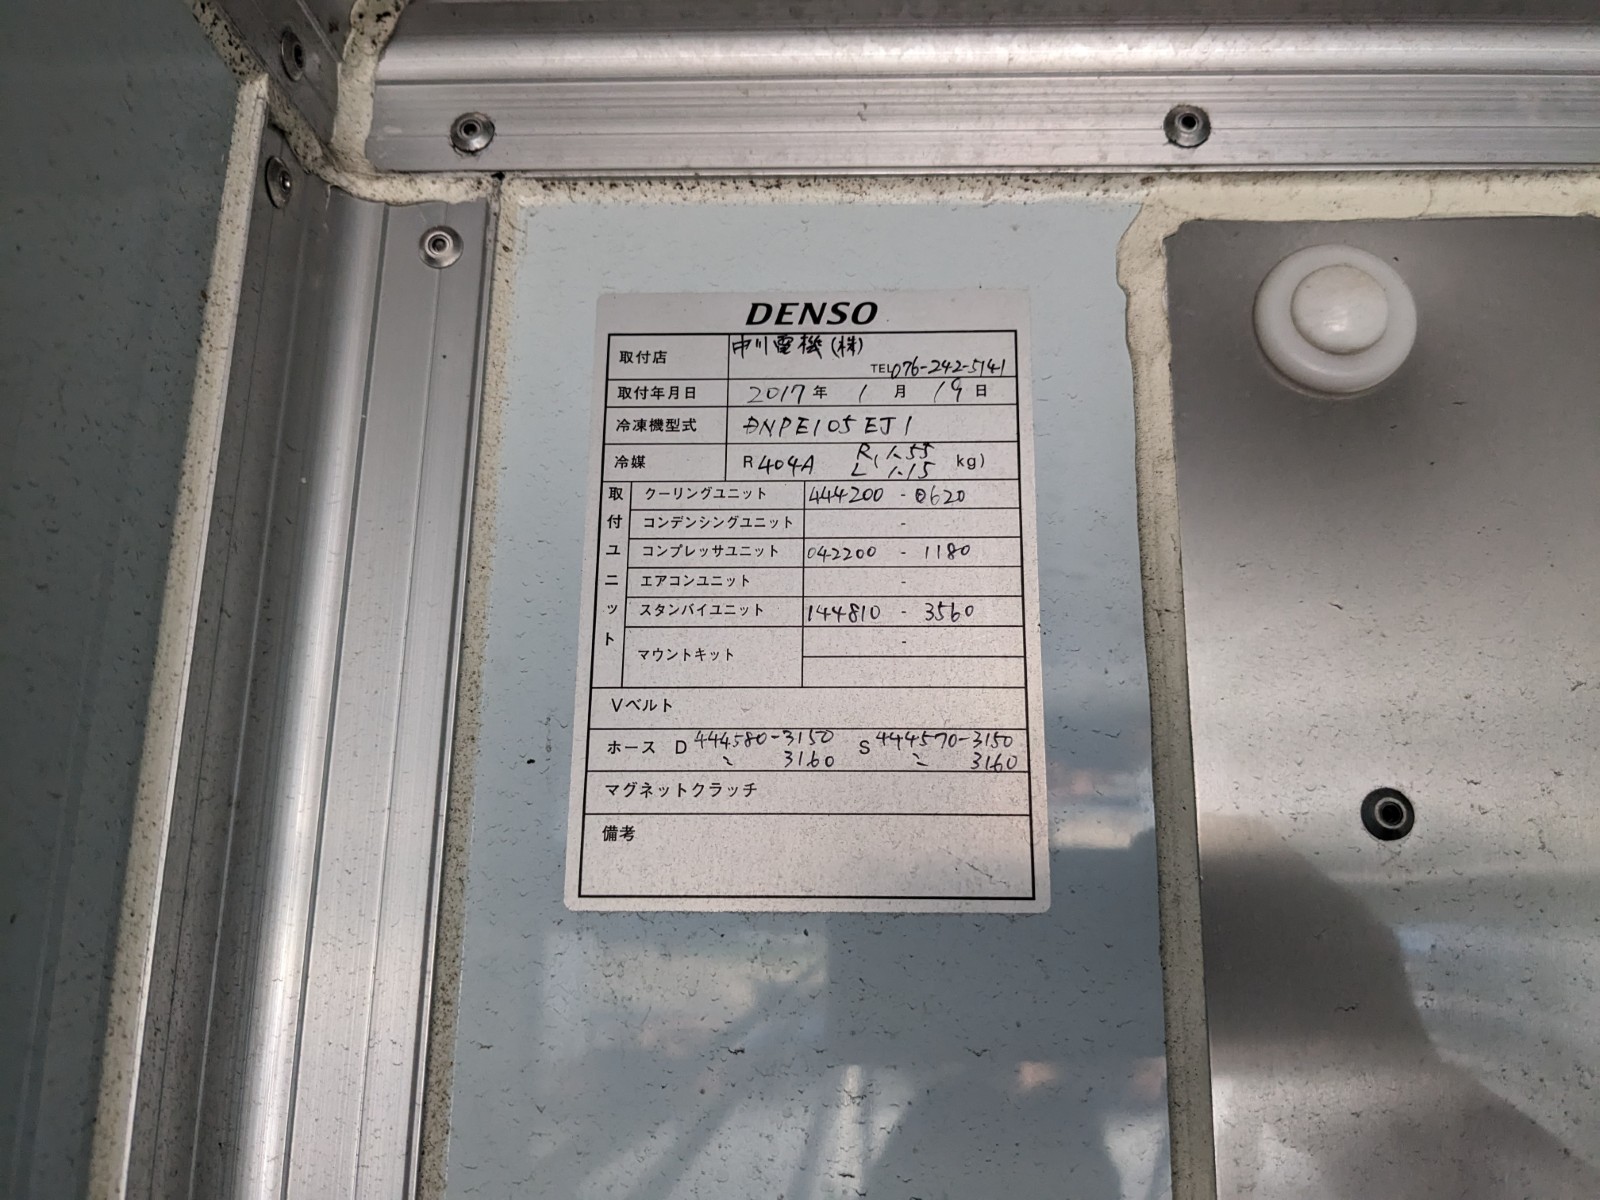 DENSO
取付店 中川電機(株)
TEL 076-242-5141
取付年月日 2017年 1月 19日
冷凍機型式 DNPE105EJ1
冷媒 R404A R(1.55 kg)
L 1.15
取付ユニット
クーリングユニット 444200 - 0620
コンデンシングユニット -
コンプレッサユニット 042200 - 1180
エアコンユニット -
スタンバイユニット 144810 - 3560
マウントキット -
Vベルト
ホース D 444580-3150 S 444570-3150
〃 3160 〃 3160
マグネットクラッチ
備考